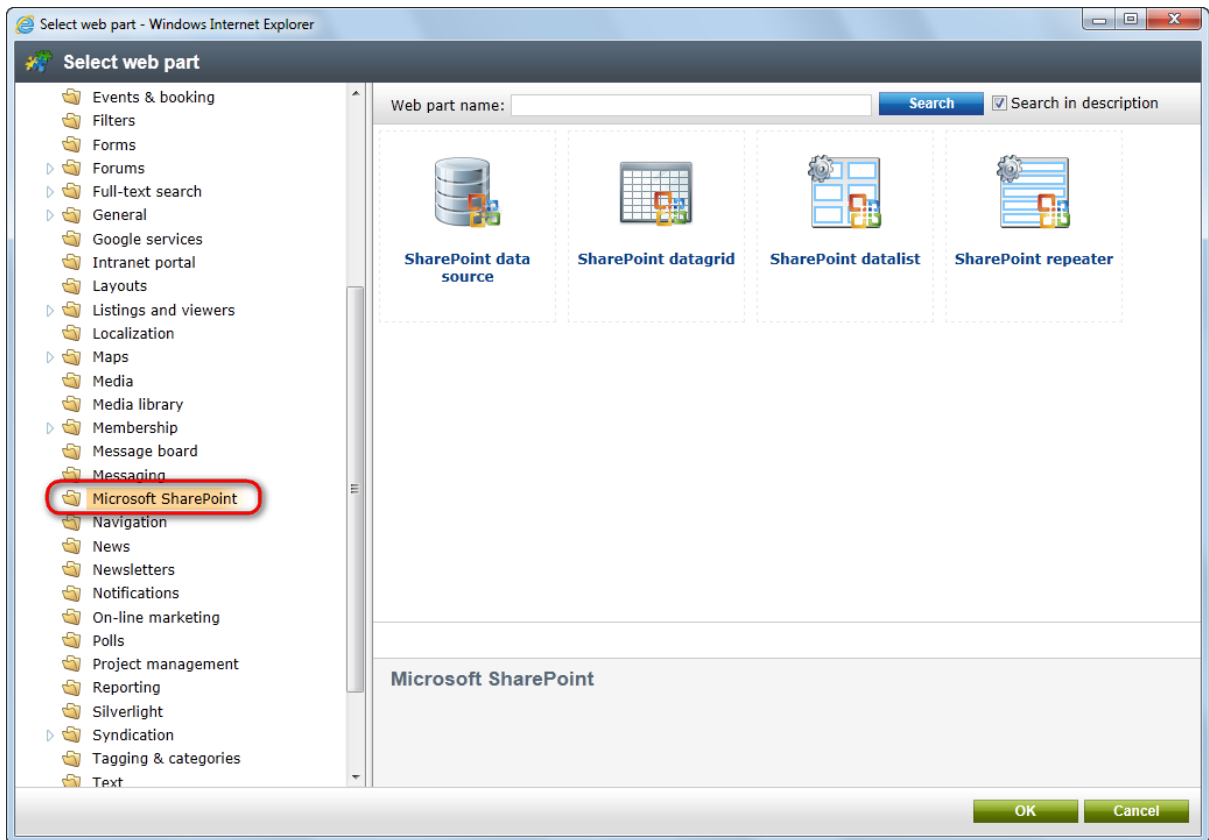 Select web part - Windows Internet Explorer
Select web part
Events & booking
Filters
Forms
Forums
Full-text search
General
Google services
Intranet portal
Layouts
Listings and viewers
Localization
Maps
Media
Media library
Membership
Message board
Messaging
Microsoft SharePoint
Navigation
News
Newsletters
Notifications
On-line marketing
Polls
Project management
Reporting
Silverlight
Syndication
Tagging & categories
Text
Web part name:
Search
Search in description
SharePoint data
source
SharePoint datagrid
SharePoint datalist
SharePoint repeater
Microsoft SharePoint
OK
Cancel